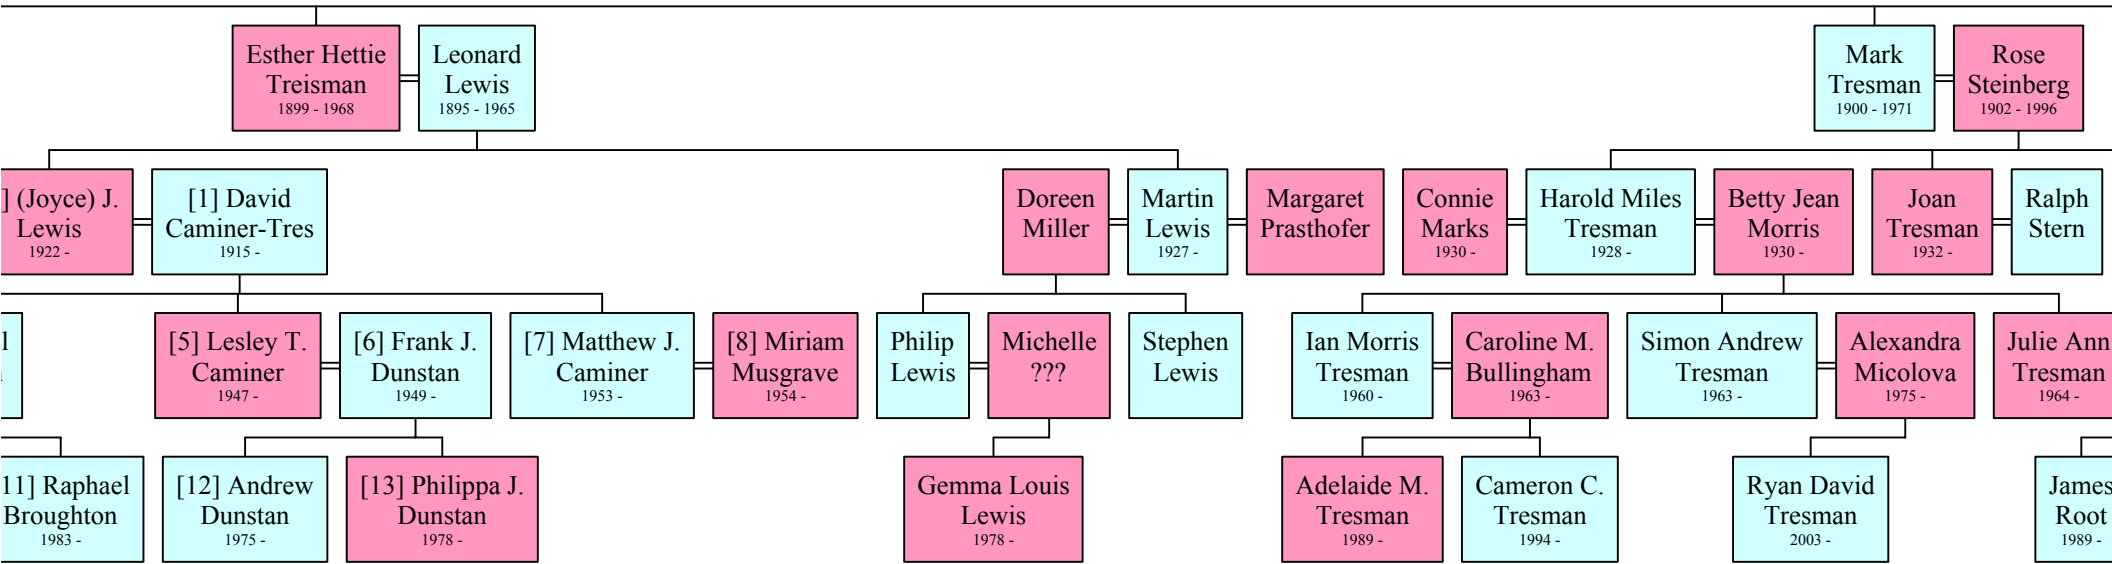 Esther Hettie
Treisman
1899 - 1968
Leonard
Lewis
1895 - 1965
Mark
Tresman
1900 - 1971
Rose
Steinberg
1902 - 1996
] (Joyce) J.
Lewis
1922 -
[1] David
Caminer-Tres
1915 -
Doreen
Miller
Martin
Lewis
1927 -
Margaret
Prasthofer
Connie
Marks
1930 -
Harold Miles
Tresman
1928 -
Betty Jean
Morris
1930 -
Joan
Tresman
1932 -
Ralph
Stern
l
[5] Lesley T.
Caminer
1947 -
[6] Frank J.
Dunstan
1949 -
[7] Matthew J.
Caminer
1953 -
[8] Miriam
Musgrave
1954 -
Philip
Lewis
Michelle
???
Stephen
Lewis
Ian Morris
Tresman
1960 -
Caroline M.
Bullingham
1963 -
Simon Andrew
Tresman
1963 -
Alexandra
Micolova
1975 -
Julie Ann
Tresman
1964 -
11] Raphael
Broughton
1983 -
[12] Andrew
Dunstan
1975 -
[13] Philippa J.
Dunstan
1978 -
Gemma Louis
Lewis
1978 -
Adelaide M.
Tresman
1989 -
Cameron C.
Tresman
1994 -
Ryan David
Tresman
2003 -
James
Root
1989 -